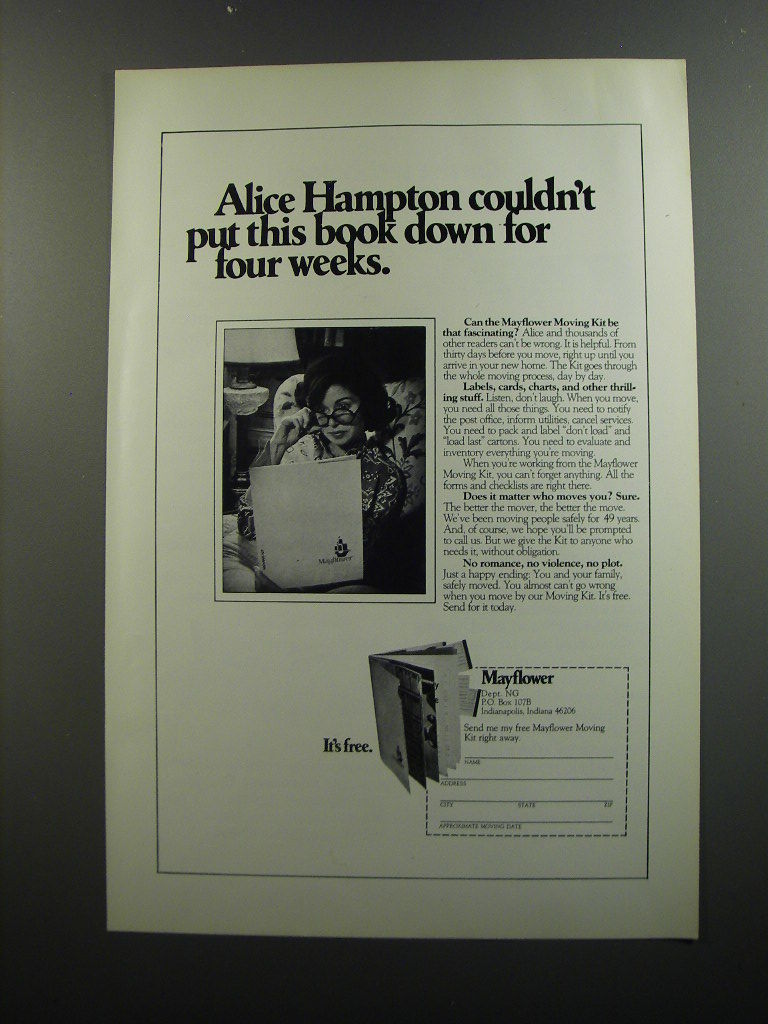 Alice Hampton couldn't
put this book down for
four weeks.
Can the Mayflower Moving Kit be
that fascinating? Alice and thousands of
other readers can't be wrong. It is helpful. From
thirty days before you move, right up until you
arrive in your new home. The Kit goes through
the whole moving process, day by day.
Labels, cards, charts, and other thrill-
ing stuff. Listen, don't laugh. When you move,
you need all those things. You need to notify
the post office, inform utilities, cancel services.
You need to pack and label "don't load" and
"load last" cartons. You need to evaluate and
inventory everything you're moving.
When you're working from the Mayflower
Moving Kit, you can't forget anything. All the
forms and checklists are right there.
Does it matter who moves you? Sure.
The better the mover, the better the move.
We've been moving people safely for 49 years.
And, of course, we hope you'll be prompted
to call us. But we give the Kit to anyone who
needs it, without obligation.
No romance, no violence, no plot.
Just a happy ending: You and your family,
safely moved. You almost can't go wrong
when you move by our Moving Kit. It's free.
Send for it today.
Mayflower
It's free.
Mayflower
Dept. NG
P.O. Box 107B
Indianapolis, Indiana 46206
Send me my free Mayflower Moving
Kit right away.
NAME
ADDRESS
CITY STATE ZIP
APPROXIMATE MOVING DATE